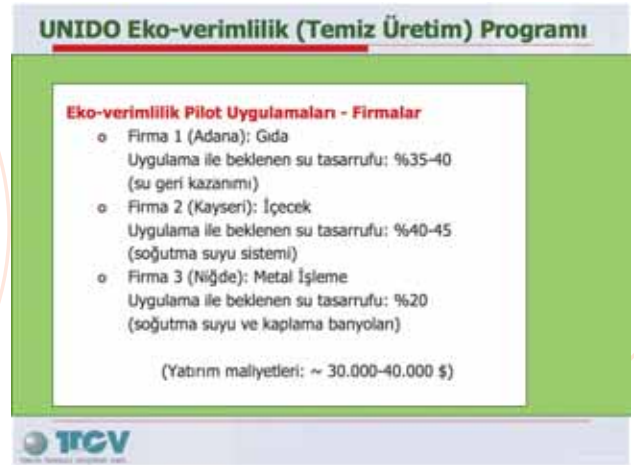 UNIDO Eko-verimlilik (Temiz Üretim) Programı
Eko-verimlilik Pilot Uygulamaları - Firmalar
o Firma 1 (Adana): Gıda
Uygulama ile beklenen su tasarrufu: %35-40
(su geri kazanımı)
o Firma 2 (Kayseri): İçecek
Uygulama ile beklenen su tasarrufu: %40-45
(soğutma suyu sistemi)
o Firma 3 (Niğde): Metal İşleme
Uygulama ile beklenen su tasarrufu: %20
(soğutma suyu ve kaplama banyoları)
(Yatırım maliyetleri: ~ 30.000-40.000 $)
TTGV